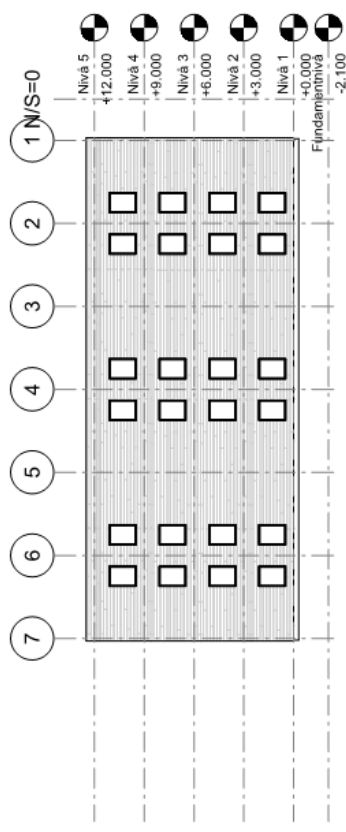 Nivå 5
+12.000
Nivå 4
+9.000
Nivå 3
+6.000
Nivå 2
+3.000
Nivå 1
+0.000
Fundamentnivå
-2.100
1
N/S=0
2
3
4
5
6
7